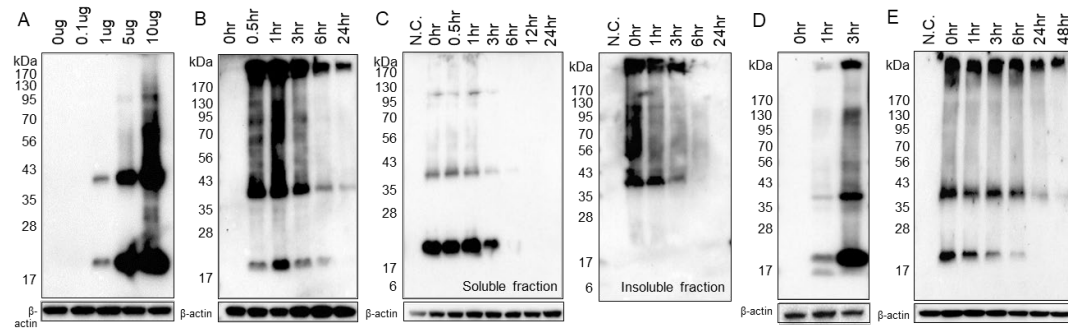 A
0ug
0.1ug
1ug
5ug
10ug
kDa
170
130
95
70
56
43
35
28
17
β-
actin
B
0hr
0.5hr
1hr
3hr
6hr
24hr
kDa
170
130
95
70
56
43
35
28
17
β-actin
C
N.C.
0hr
0.5hr
1hr
3hr
6hr
12hr
24hr
kDa
170
130
95
70
56
43
35
28
17
6
Soluble fraction
β-actin
N.C.
0hr
1hr
3hr
6hr
24hr
kDa
170
130
95
70
56
43
35
28
17
6
Insoluble fraction
D
0hr
1hr
3hr
kDa
170
130
95
70
56
43
35
28
17
β-actin
E
N.C.
0hr
1hr
3hr
6hr
24hr
48hr
kDa
170
130
95
70
56
43
35
28
17
β-actin